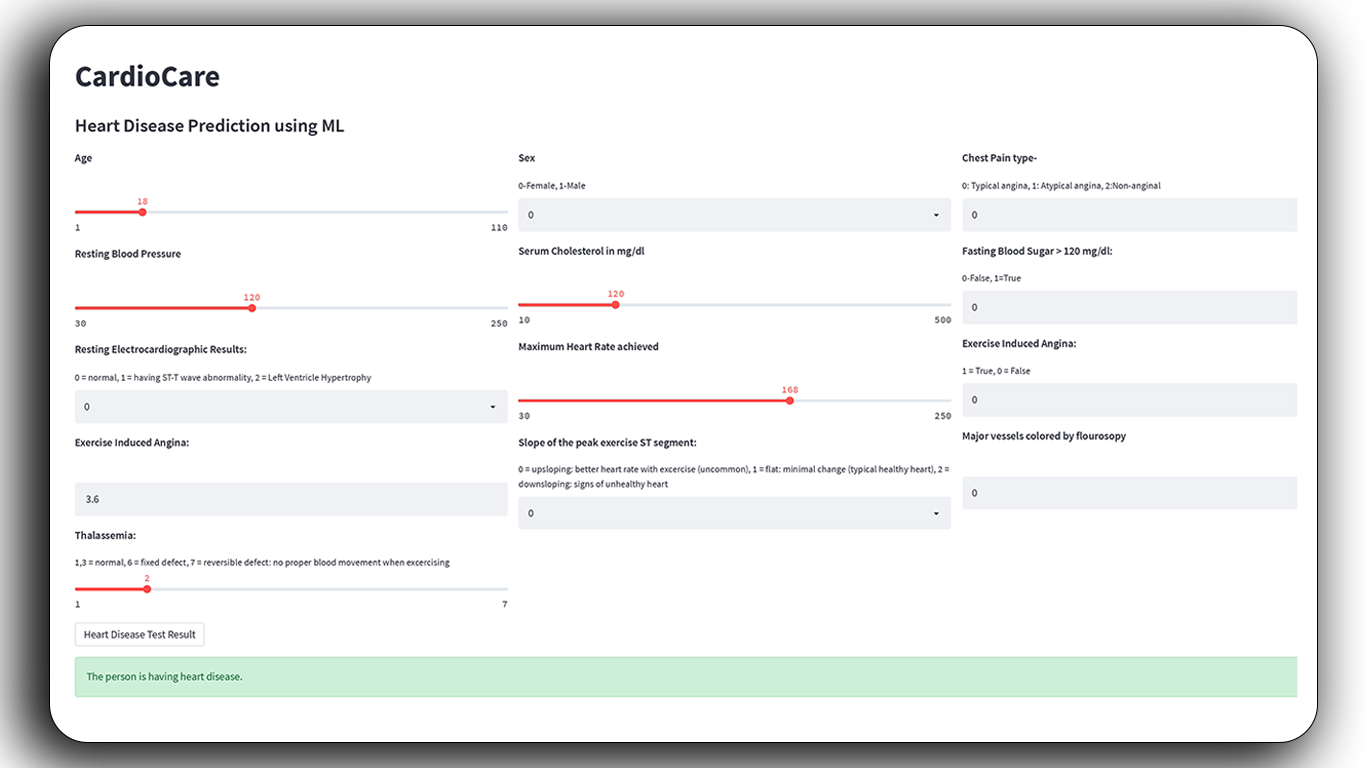 CardioCare
Heart Disease Prediction using ML
Age
18
1 110
Resting Blood Pressure
120
30 250
Resting Electrocardiographic Results:
0 = normal, 1 = having ST-T wave abnormality, 2 = Left Ventricle Hypertrophy
0
Exercise Induced Angina:
3.6
Thalassemia:
1,3 = normal, 6 = fixed defect, 7 = reversible defect: no proper blood movement when excercising
2
1 7
Heart Disease Test Result
Sex
0-Female, 1-Male
0
Serum Cholesterol in mg/dl
120
10 500
Maximum Heart Rate achieved
168
30 250
Slope of the peak exercise ST segment:
0 = upsloping: better heart rate with excercise (uncommon), 1 = flat: minimal change (typical healthy heart), 2 =
downsloping: signs of unhealthy heart
0
Chest Pain type-
0: Typical angina, 1: Atypical angina, 2:Non-anginal
0
Fasting Blood Sugar > 120 mg/dl:
0-False, 1=True
0
Exercise Induced Angina:
1 = True, 0 = False
0
Major vessels colored by flourosopy
0
The person is having heart disease.